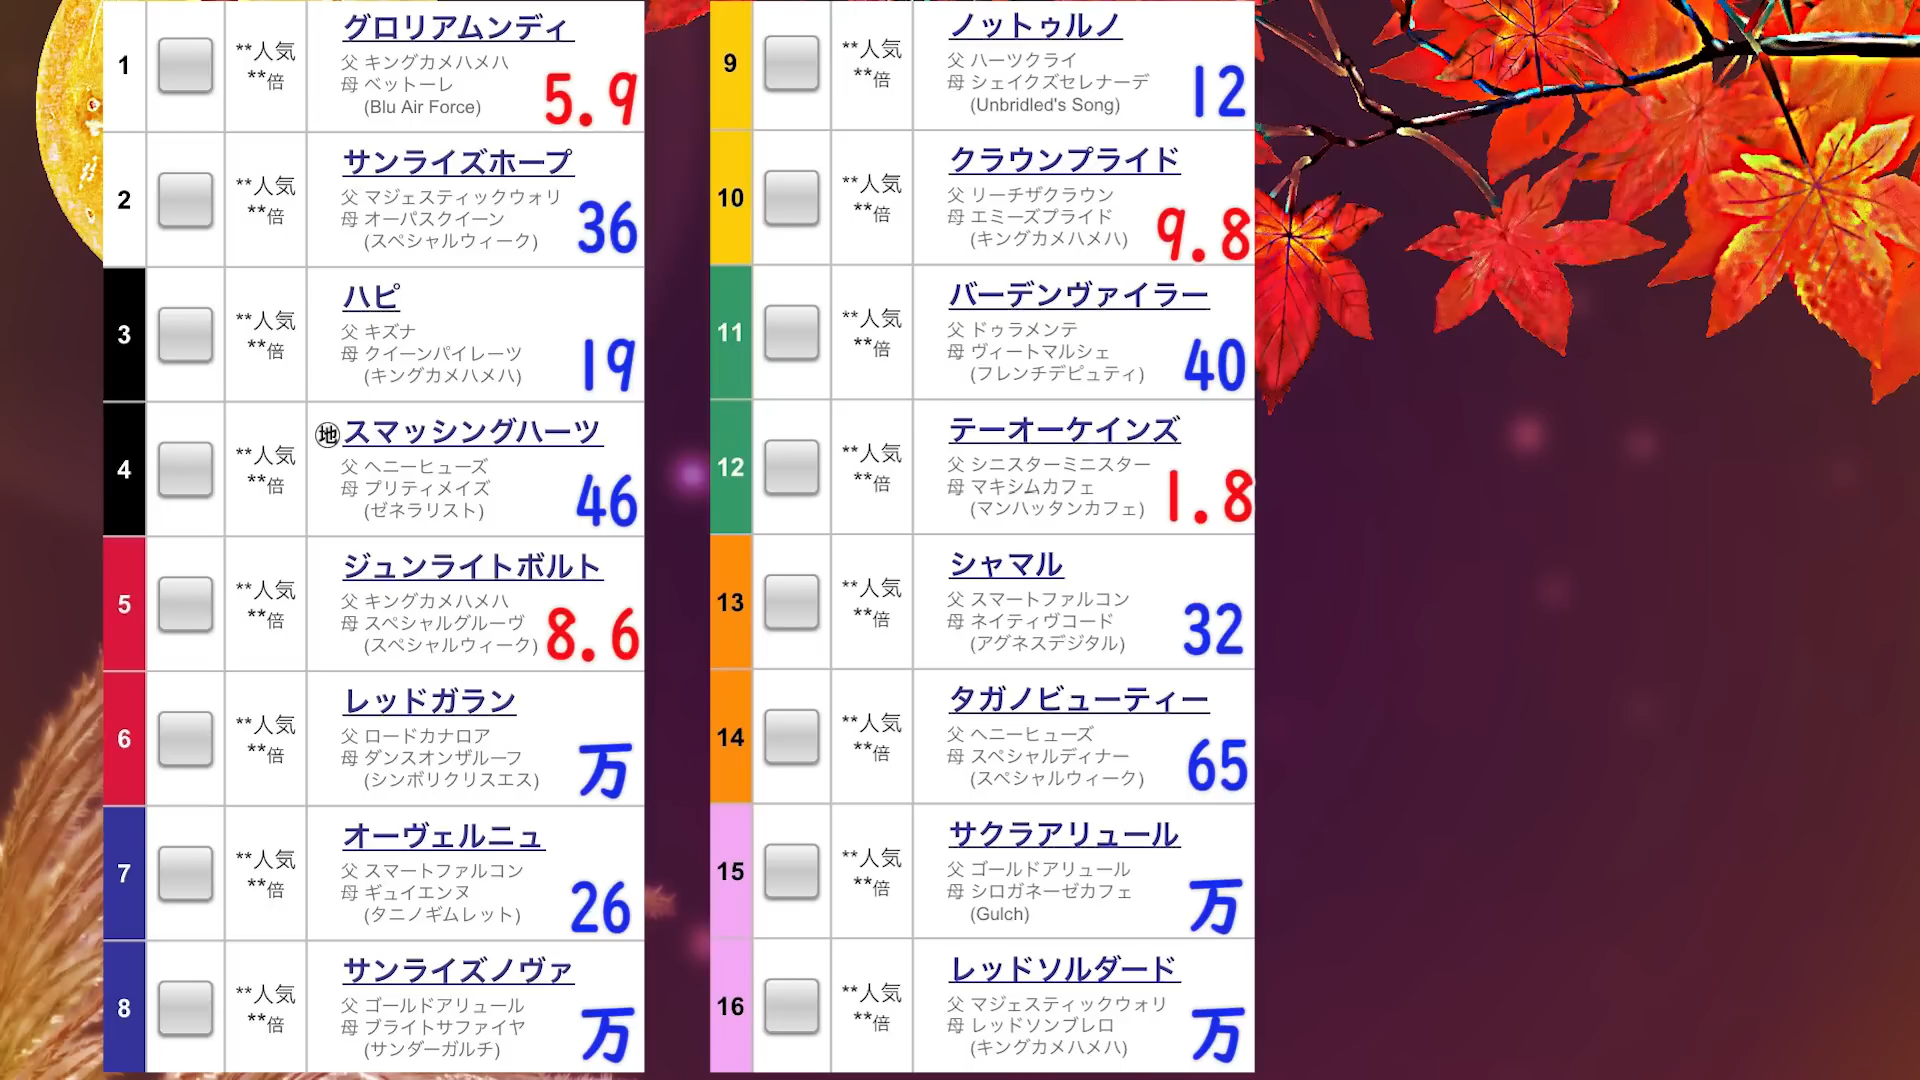 1
**人気
**倍
グロリアムンディ
父 キングカメハメハ
母 ベットーレ
(Blu Air Force)
5.9
2
**人気
**倍
サンライズホープ
父 マジェスティックウォリ
母 オーパスクイーン
(スペシャルウィーク)
36
3
**人気
**倍
ハピ
父 キズナ
母 クイーンパイレーツ
(キングカメハメハ)
19
4
**人気
**倍
地 スマッシングハーツ
父 ヘニーヒューズ
母 プリティメイズ
(ゼネラリスト)
46
5
**人気
**倍
ジュンライトボルト
父 キングカメハメハ
母 スペシャルグルーヴ
(スペシャルウィーク)
8.6
6
**人気
**倍
レッドガラン
父 ロードカナロア
母 ダンスオンザルーフ
(シンボリクリスエス)
万
7
**人気
**倍
オーヴェルニュ
父 スマートファルコン
母 ギュイエンヌ
(タニノギムレット)
26
8
**人気
**倍
サンライズノヴァ
父 ゴールドアリュール
母 ブライトサファイヤ
(サンダーガルチ)
万
9
**人気
**倍
ノットゥルノ
父 ハーツクライ
母 シェイクズセレナーデ
(Unbridled's Song)
12
10
**人気
**倍
クラウンプライド
父 リーチザクラウン
母 エミーズプライド
(キングカメハメハ)
9.8
11
**人気
**倍
バーデンヴァイラー
父 ドゥラメンテ
母 ヴィートマルシェ
(フレンチデピュティ)
40
12
**人気
**倍
テーオーケインズ
父 シニスターミニスター
母 マキシムカフェ
(マンハッタンカフェ)
1.8
13
**人気
**倍
シャマル
父 スマートファルコン
母 ネイティヴコード
(アグネスデジタル)
32
14
**人気
**倍
タガノビューティー
父 ヘニーヒューズ
母 スペシャルディナー
(スペシャルウィーク)
65
15
**人気
**倍
サクラアリュール
父 ゴールドアリュール
母 シロガネーゼカフェ
(Gulch)
万
16
**人気
**倍
レッドソルダード
父 マジェスティックウォリ
母 レッドソンブレロ
(キングカメハメハ)
万